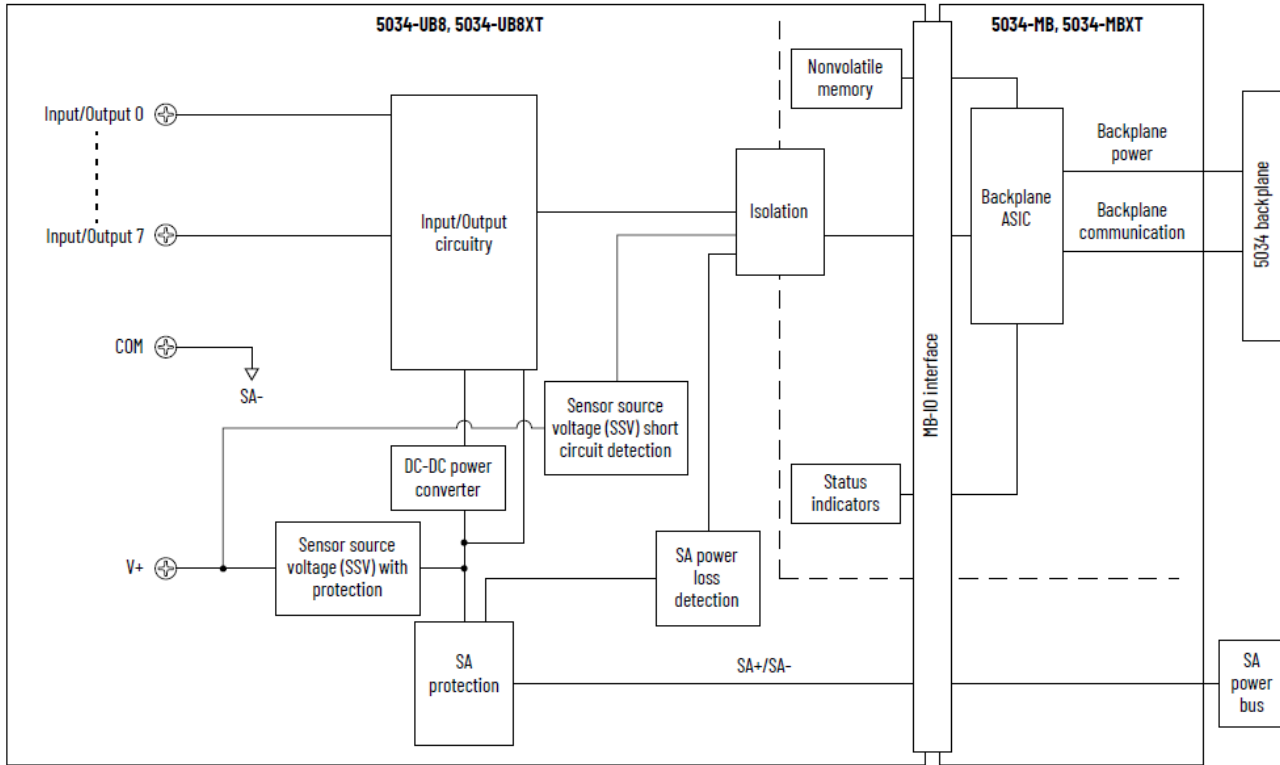 5034-UB8, 5034-UB8XT
5034-MB, 5034-MBXT
Input/Output 0
Input/Output 7
COM
SA-
V+
Input/Output
circuitry
DC-DC power
converter
Sensor source
voltage (SSV) with
protection
SA
protection
Sensor source
voltage (SSV) short
circuit detection
SA power
loss
detection
Isolation
Nonvolatile
memory
Status
indicators
SA+/SA-
MB-IO interface
Backplane
ASIC
Backplane
power
Backplane
communication
5034 backplane
SA
power
bus